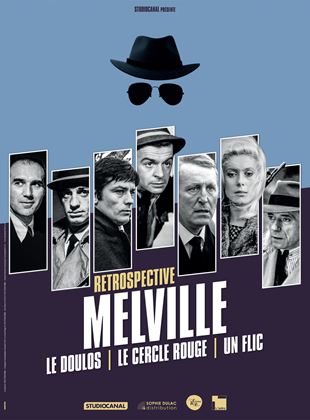 STUDIOCANAL PRÉSENTE
RETROSPECTIVE
MELVILLE
LE DOULOS | LE CERCLE ROUGE | UN FLIC
STUDIOCANAL
SOPHIE DULAC
distribution